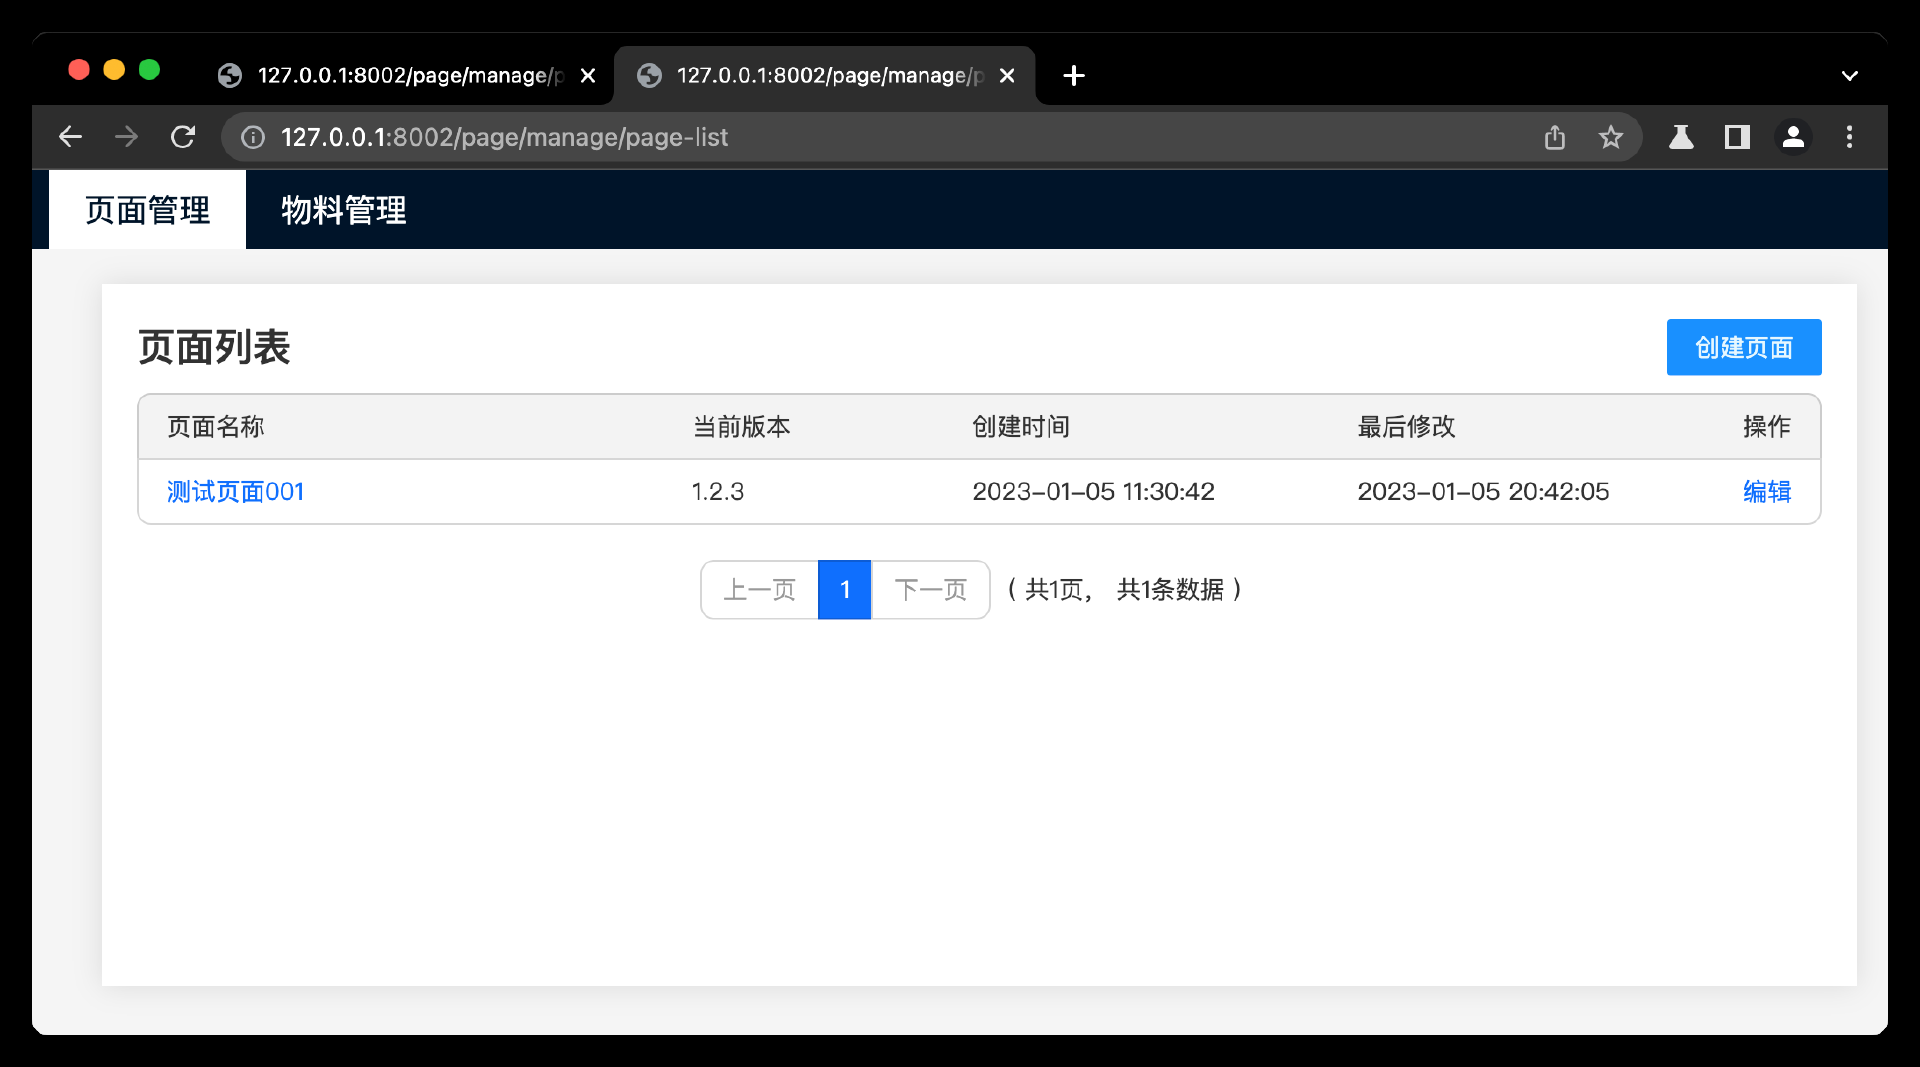 127.0.0.1:8002/page/manage/p
127.0.0.1:8002/page/manage/p
127.0.0.1:8002/page/manage/page-list
页面管理 物料管理
页面列表 创建页面
页面名称 当前版本 创建时间 最后修改 操作
测试页面001 1.2.3 2023-01-05 11:30:42 2023-01-05 20:42:05 编辑
上一页 1 下一页 ( 共1页， 共1条数据 )